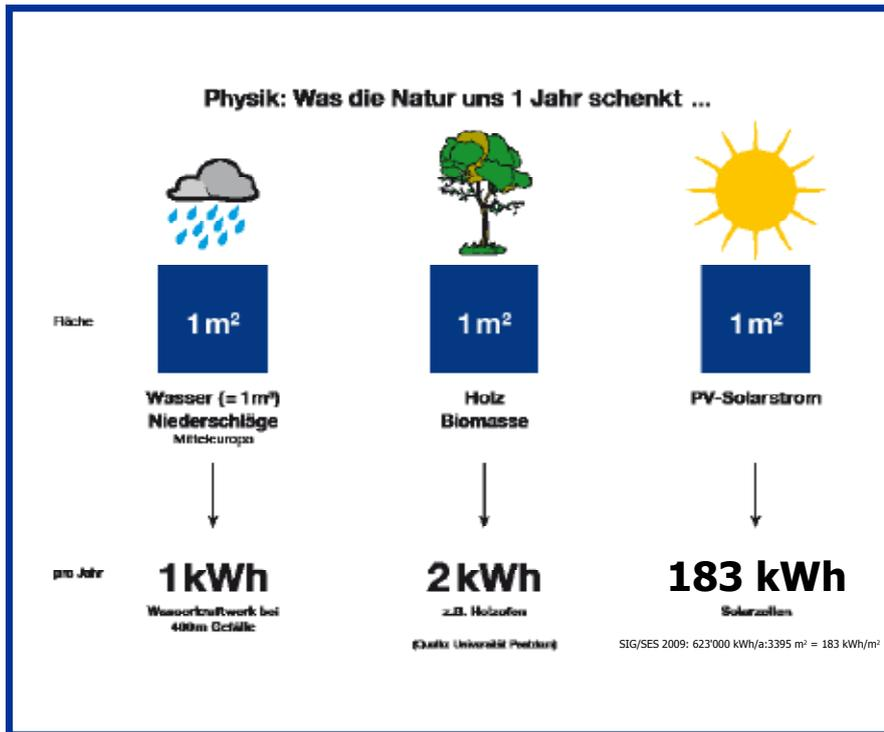 Physik: Was die Natur uns 1 Jahr schenkt ...
Fläche
1 m²
1 m²
1 m²
Wasser (= 1 m³)
Niederschläge
Mitteleuropa
Holz
Biomasse
PV-Solarstrom
pro Jahr
1 kWh
2 kWh
183 kWh
Wasserkraftwerk bei
400m Gefälle
z.B. Holzofen
(Quelle: Universität
Solarzellen
SIG/SES 2009: 623'000 kWh/a:3395 m² = 183 kWh/m²